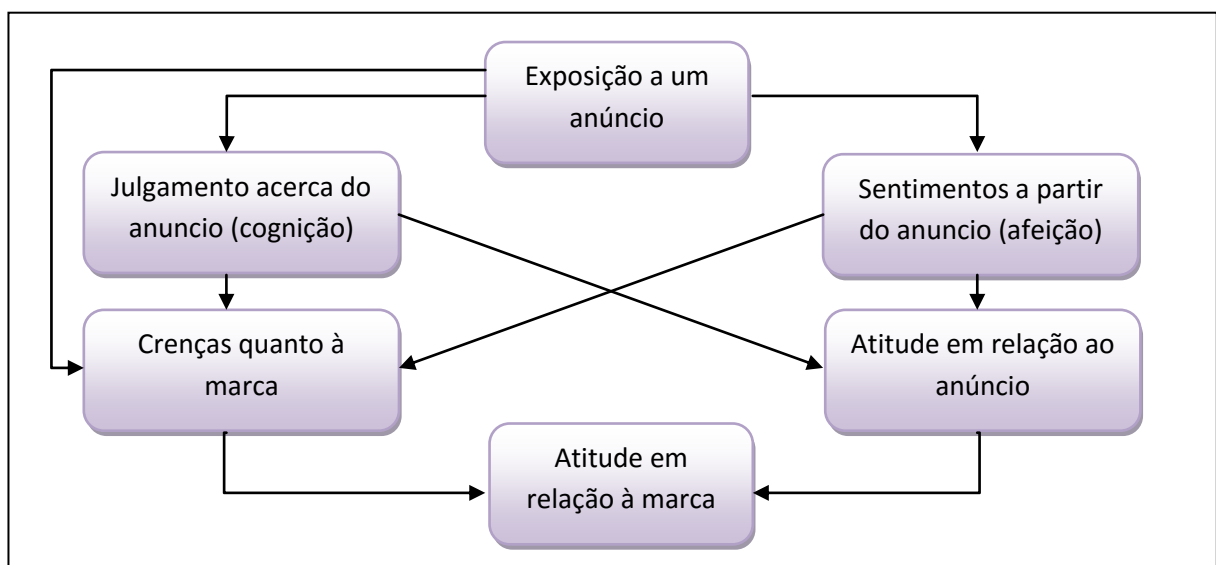 Exposição a um
anúncio
Julgamento acerca do
anuncio (cognição)
Sentimentos a partir
do anuncio (afeição)
Crenças quanto à
marca
Atitude em relação ao
anúncio
Atitude em
relação à marca